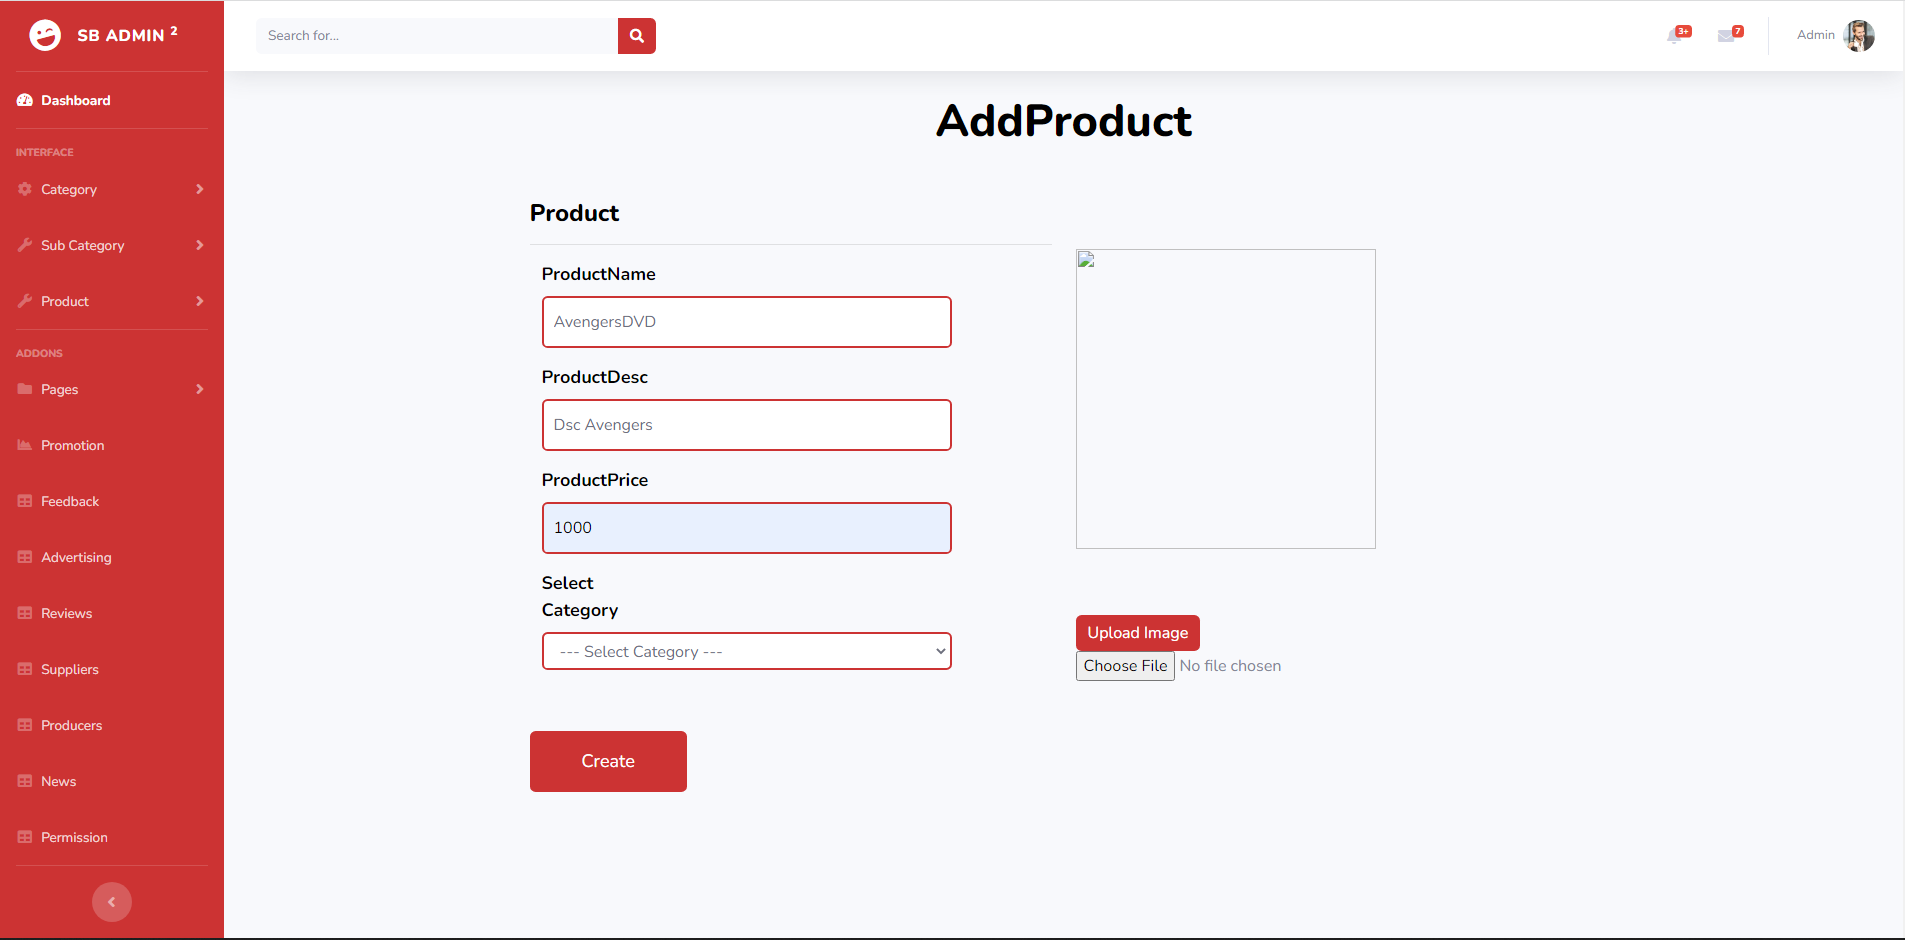 SB ADMIN 2
Search for...
3+
7
Admin
Dashboard
INTERFACE
Category
Sub Category
Product
ADDONS
Pages
Promotion
Feedback
Advertising
Reviews
Suppliers
Producers
News
Permission
AddProduct
Product
ProductName
AvengersDVD
ProductDesc
Dsc Avengers
ProductPrice
1000
Select
Category
--- Select Category ---
Upload Image
Choose File No file chosen
Create